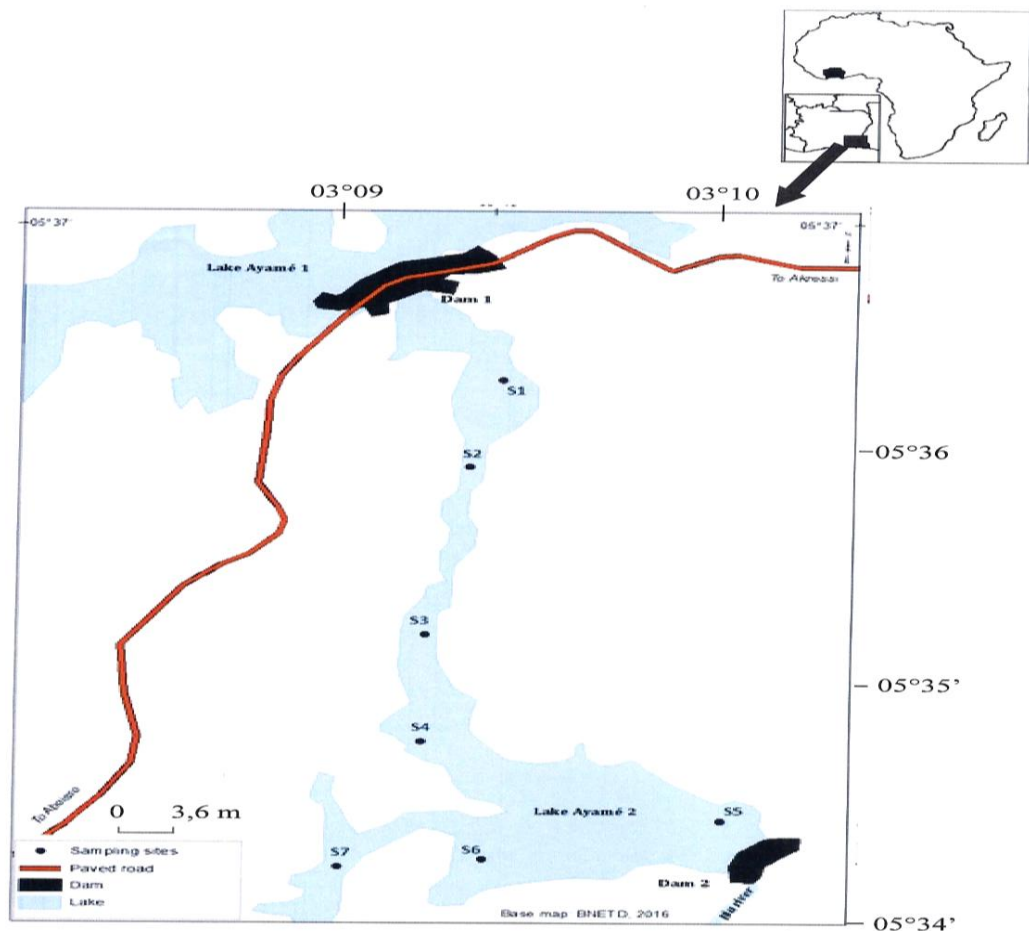 03°09
03°10
05°37'
05°37'
Lake Ayamé 1
Dam 1
To Akressi
S1
S2
05°36
S3
05°35'
S4
To Aboisso
0 3,6 m
Lake Ayamé 2
S5
S7
S6
Dam 2
Sampling sites
Paved road
Dam
Lake
Base map BNETD, 2016
05°34'